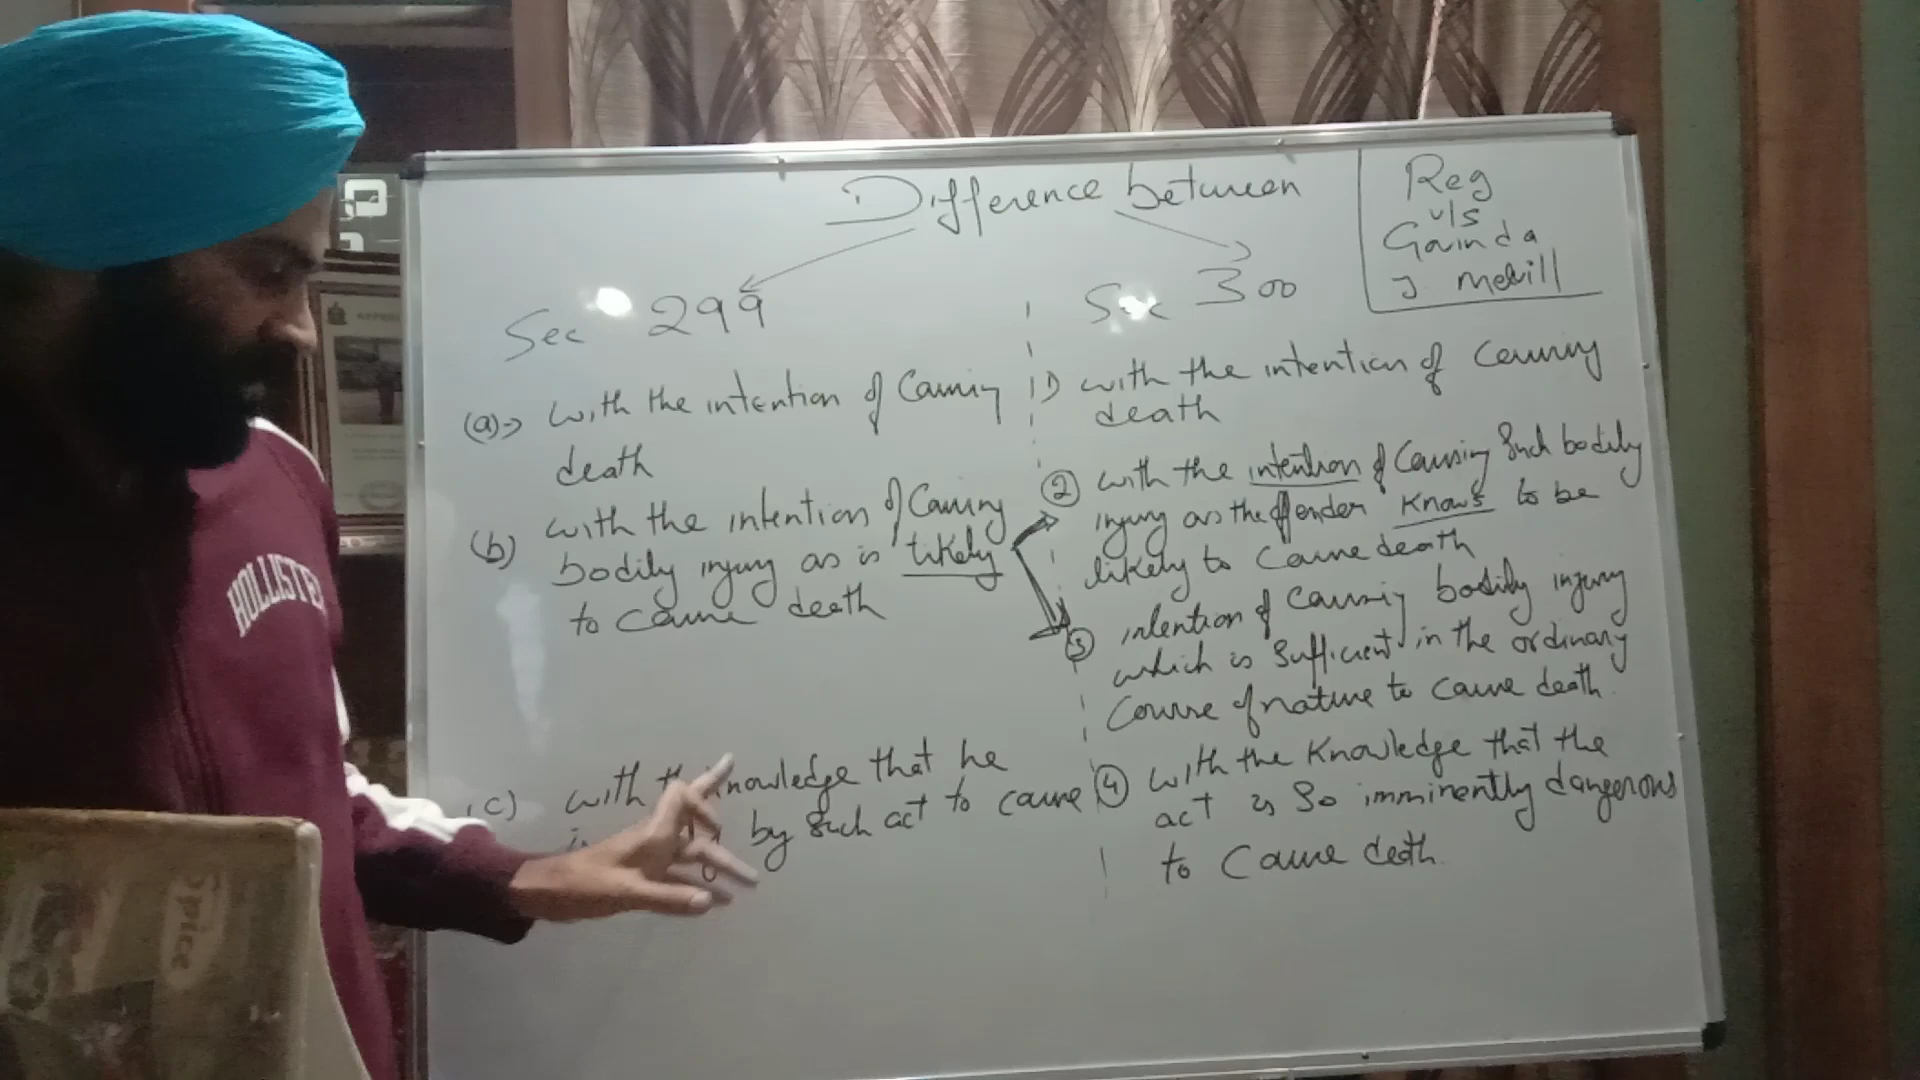 Difference between
Reg
v/s
Govinda
J. Melvill
Sec 299
Sec 300
(a)→ with the intention of Causing
death
(b) with the intention of Causing
bodily injury as is likely
to cause death
(c) with the knowledge that he
by such act to cause
1) with the intention of Causing
death
② with the intention of Causing Such bodily
injury as the offender Knows to be
likely to Cause death
③ intention of Causing bodily injury
which is Sufficient in the ordinary
Course of nature to cause death
④ with the Knowledge that the
act is so imminently dangerous
to Cause death.
HOLLISTER
Spice